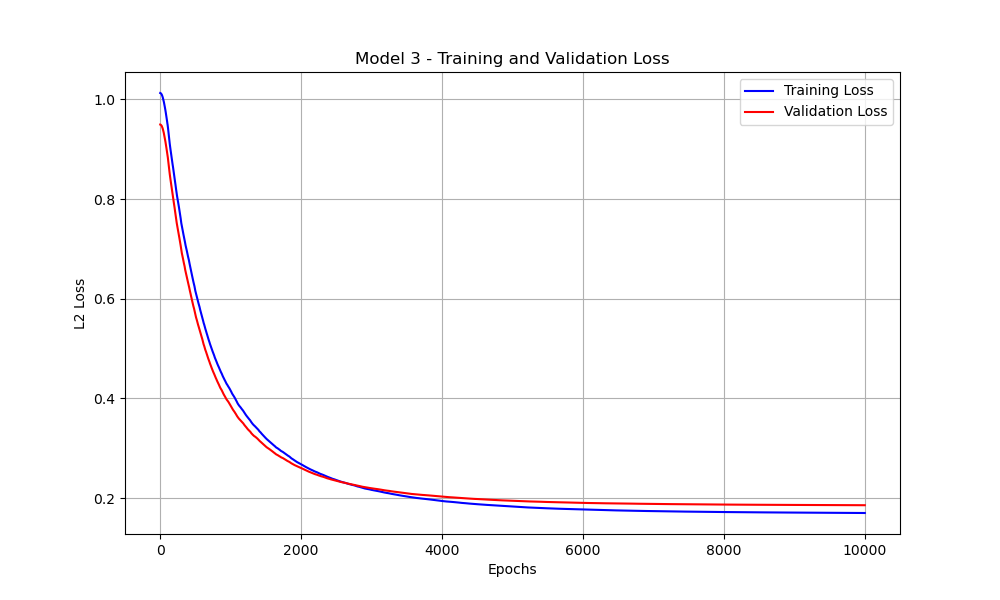 Model 3 - Training and Validation Loss
Training Loss
Validation Loss
1.0
0.8
0.6
0.4
0.2
L2 Loss
0 2000 4000 6000 8000 10000
Epochs